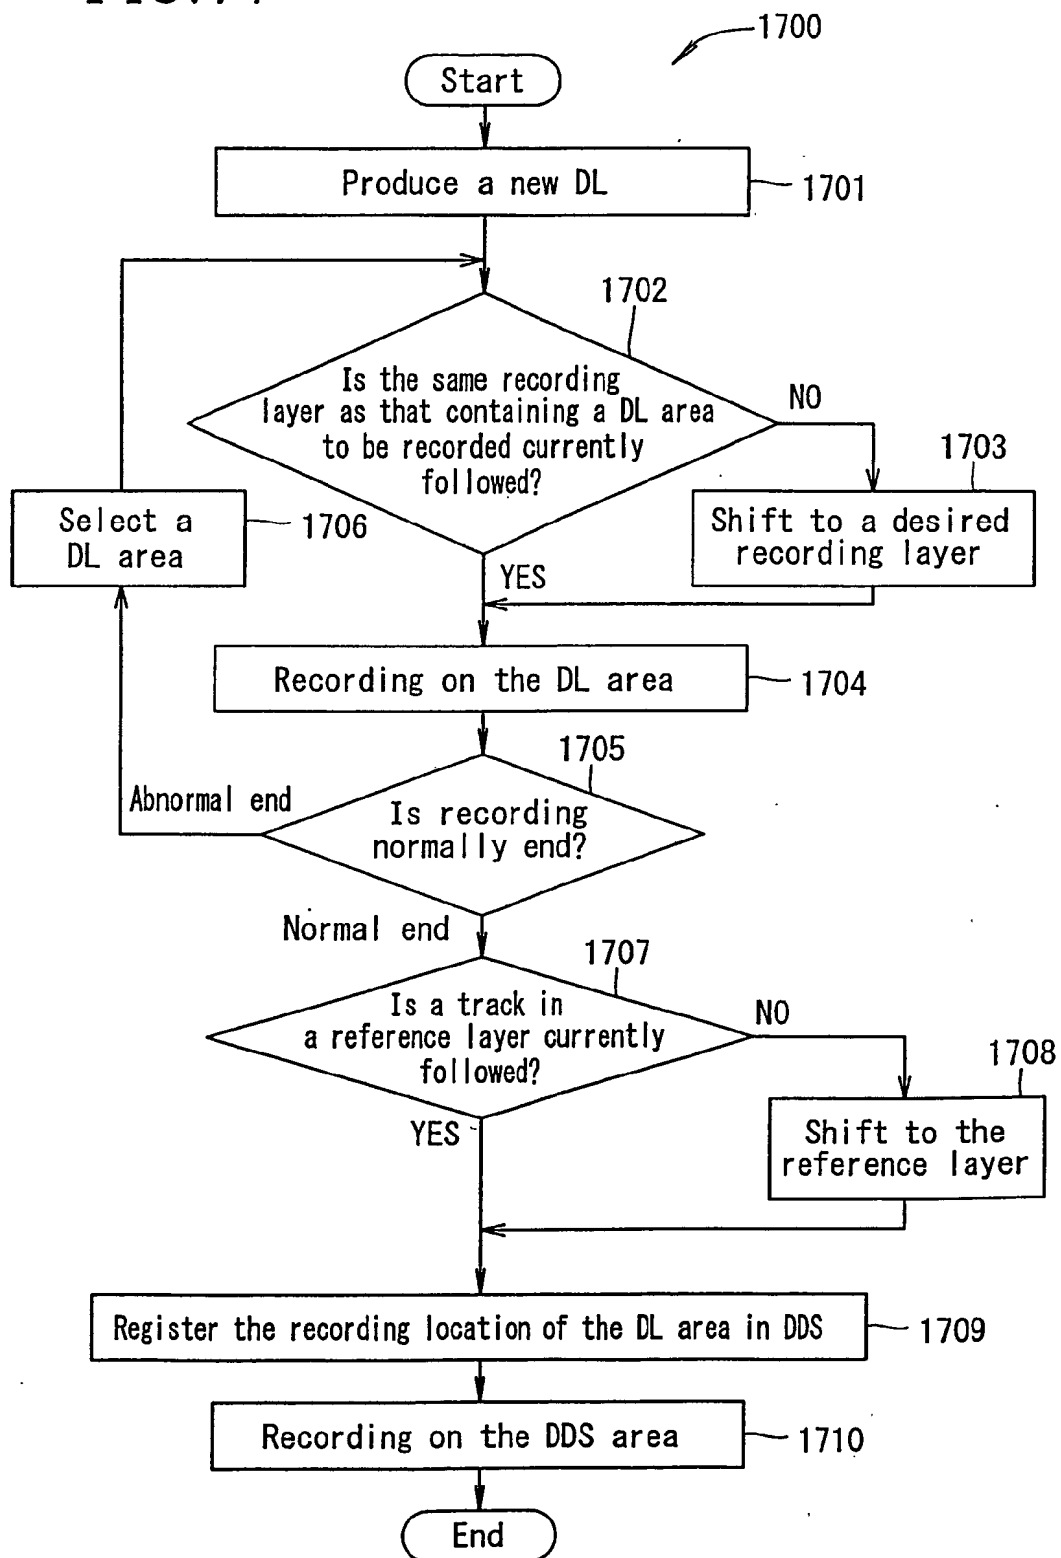 1700
Start
Produce a new DL
1701
1702
Is the same recording
layer as that containing a DL area
to be recorded currently
followed?
NO
1703
Shift to a desired
recording layer
Select a
DL area
1706
YES
Recording on the DL area
1704
1705
Abnormal end
Is recording
normally end?
Normal end
1707
Is a track in
a reference layer currently
followed?
NO
1708
Shift to the
reference layer
YES
Register the recording location of the DL area in DDS
1709
Recording on the DDS area
1710
End